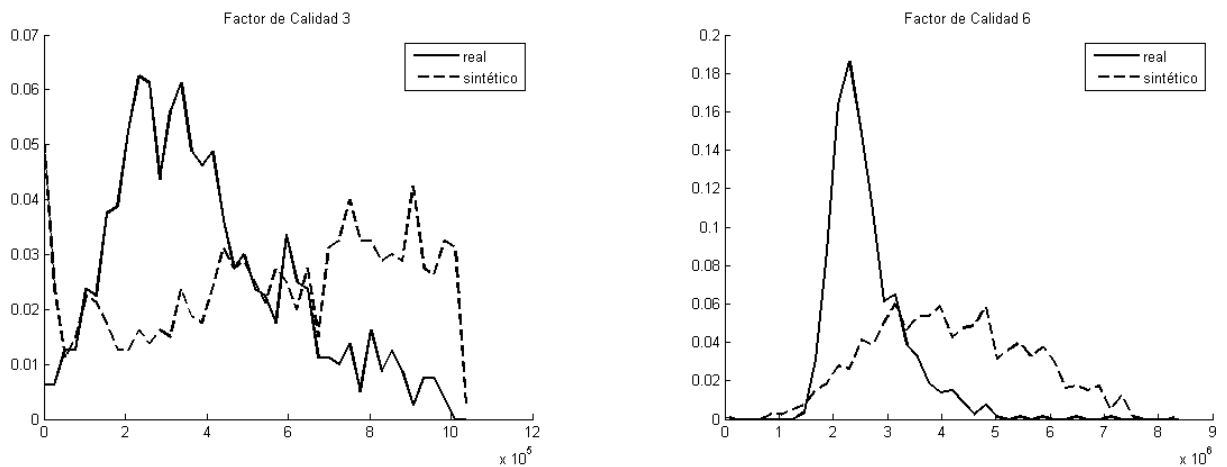 Factor de Calidad 3
0.07
0.06
0.05
0.04
0.03
0.02
0.01
0
real
sintético
0 2 4 6 8 10 12
x 10^5
Factor de Calidad 6
0.2
0.18
0.16
0.14
0.12
0.1
0.08
0.06
0.04
0.02
0
real
sintético
0 1 2 3 4 5 6 7 8 9
x 10^6